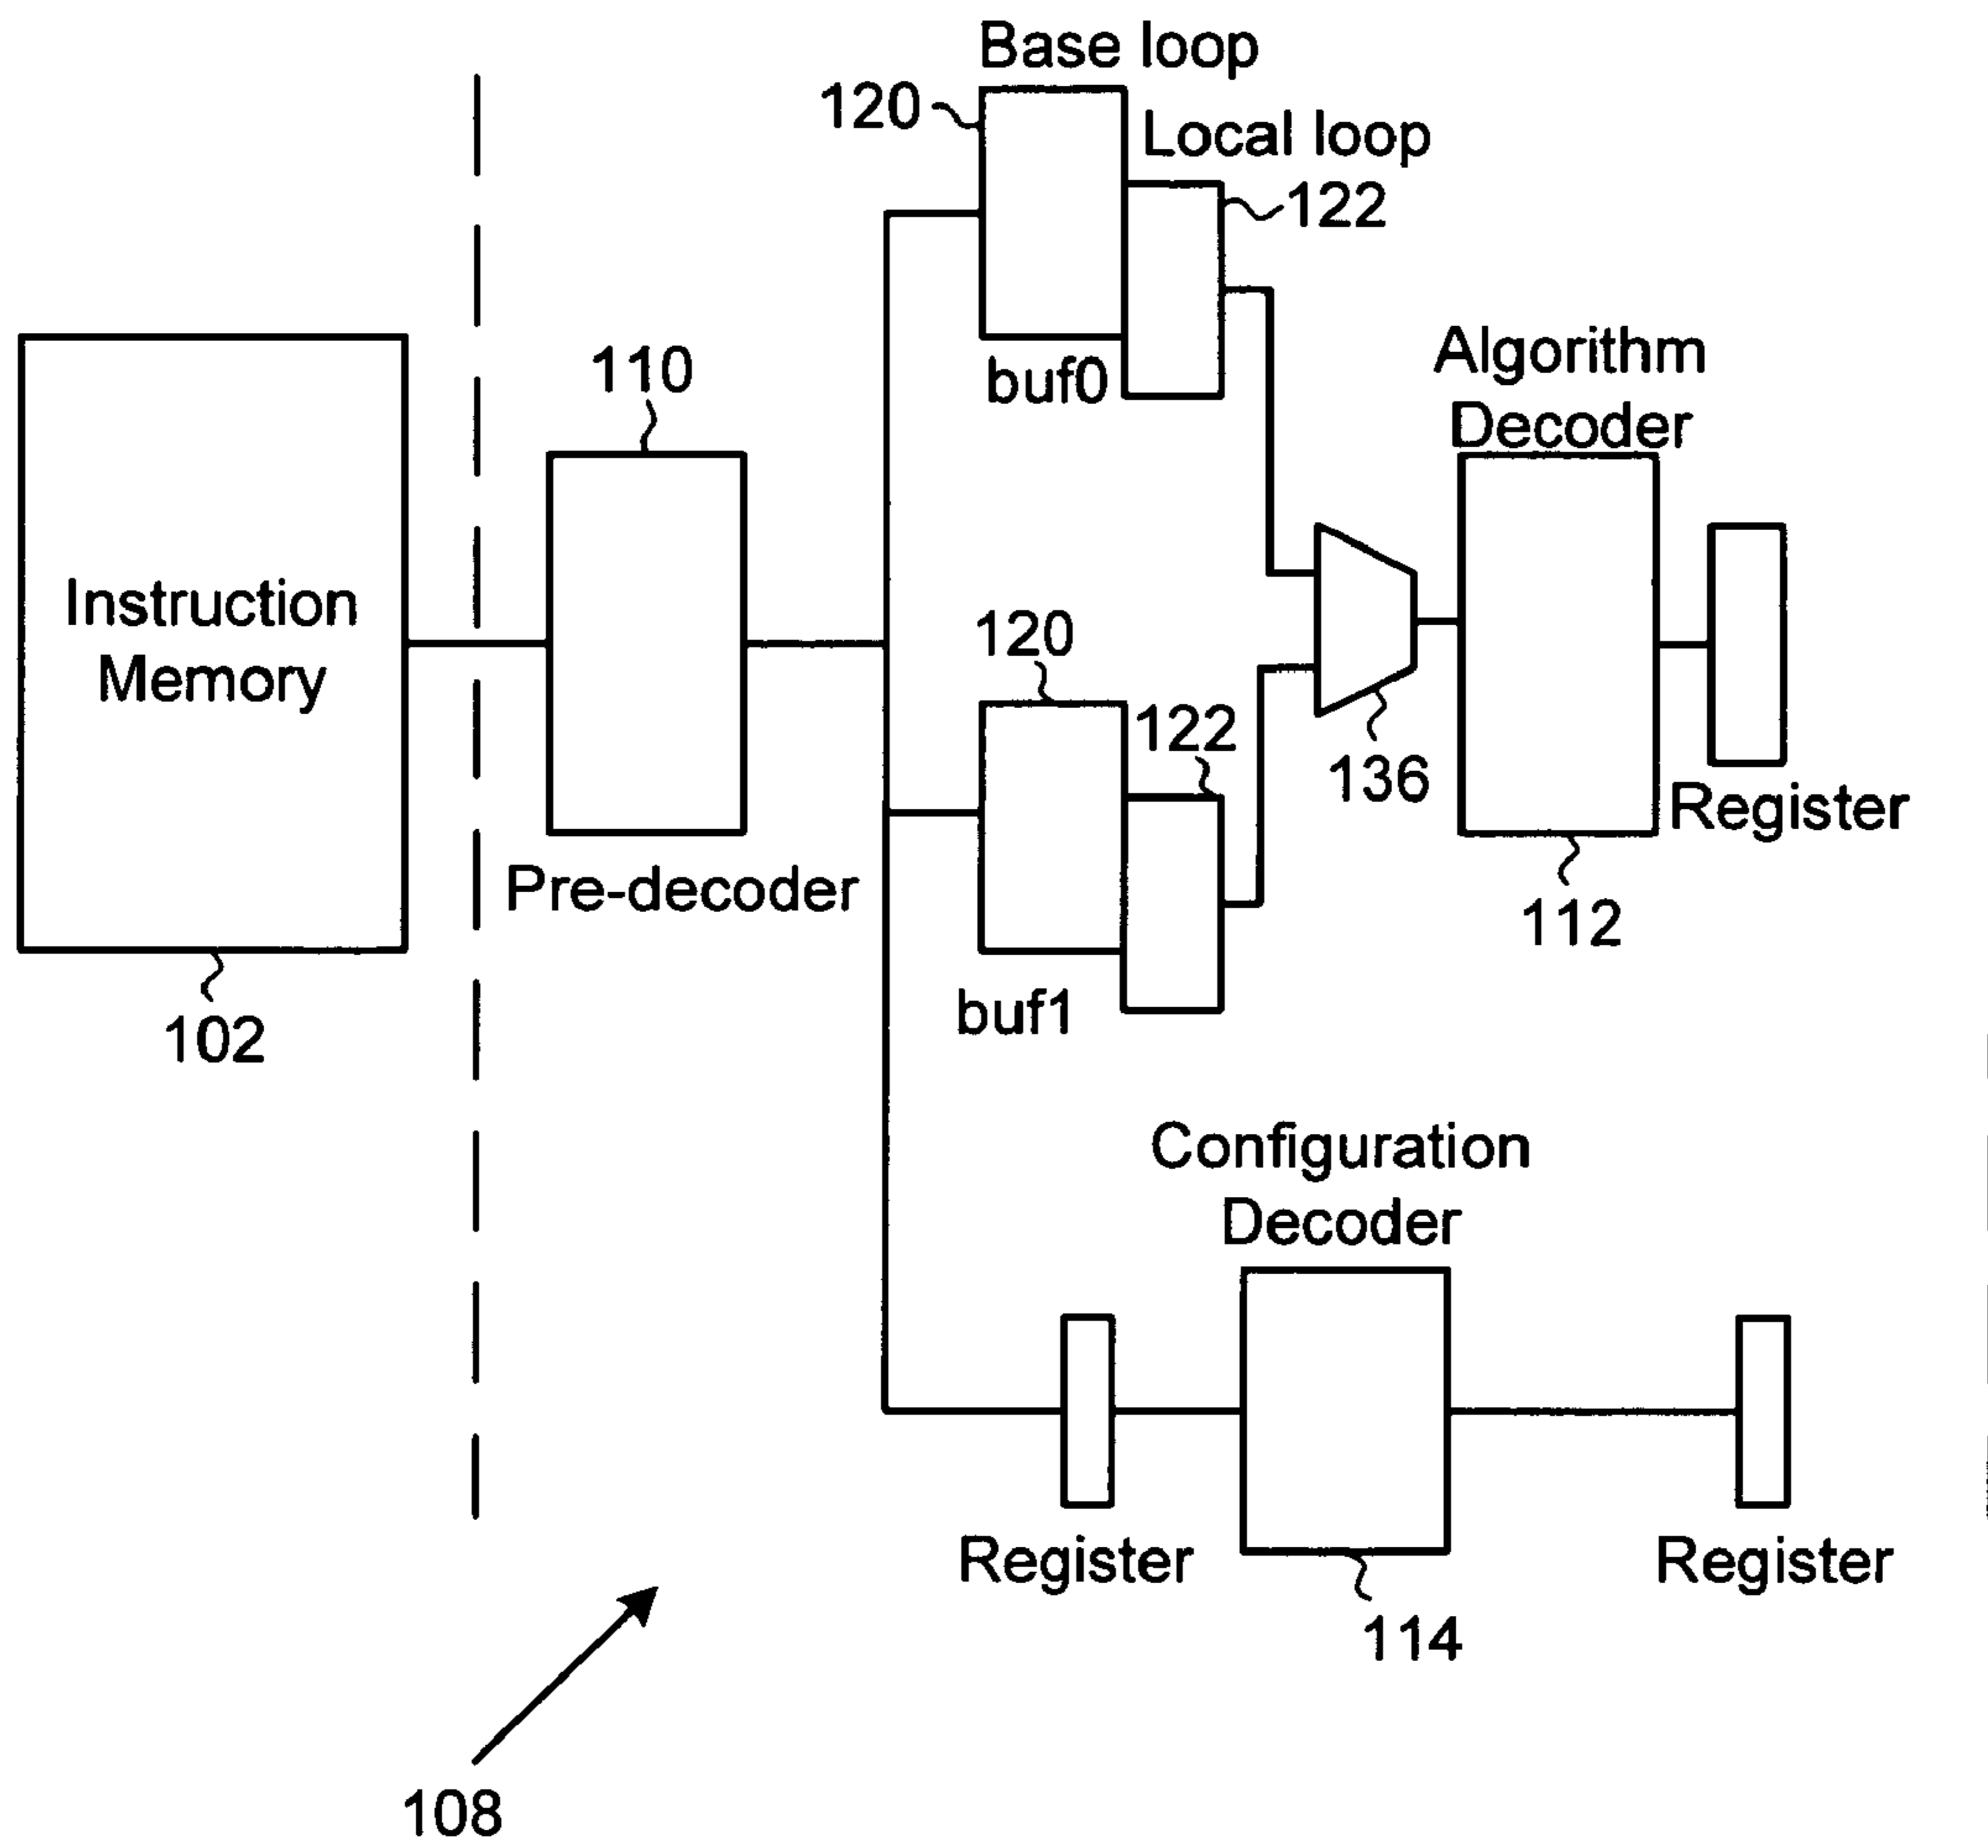 Base loop
120
Local loop
122
buf0
110
Algorithm
Decoder
Instruction
Memory
120
122
136
Register
Pre-decoder
112
buf1
102
Configuration
Decoder
Register
Register
114
108